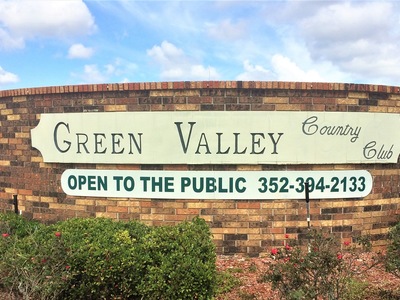 Green Valley Country Club
OPEN TO THE PUBLIC 352-394-2133